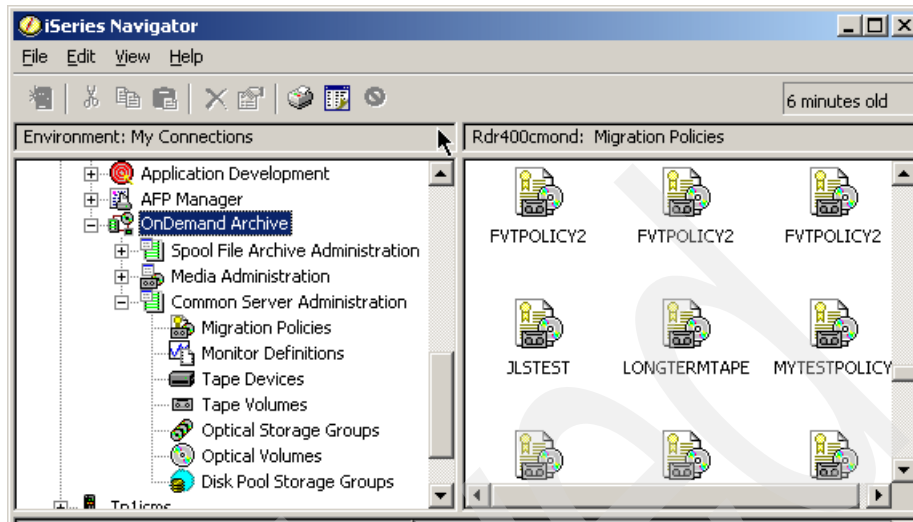 iSeries Navigator
File Edit View Help
6 minutes old
Environment: My Connections
Rdr400cmond: Migration Policies
Application Development
AFP Manager
OnDemand Archive
Spool File Archive Administration
Media Administration
Common Server Administration
Migration Policies
Monitor Definitions
Tape Devices
Tape Volumes
Optical Storage Groups
Optical Volumes
Disk Pool Storage Groups
FVTPOLICY2 FVTPOLICY2 FVTPOLICY2
JLSTEST LONGTERMTAPE MYTESTPOLICY